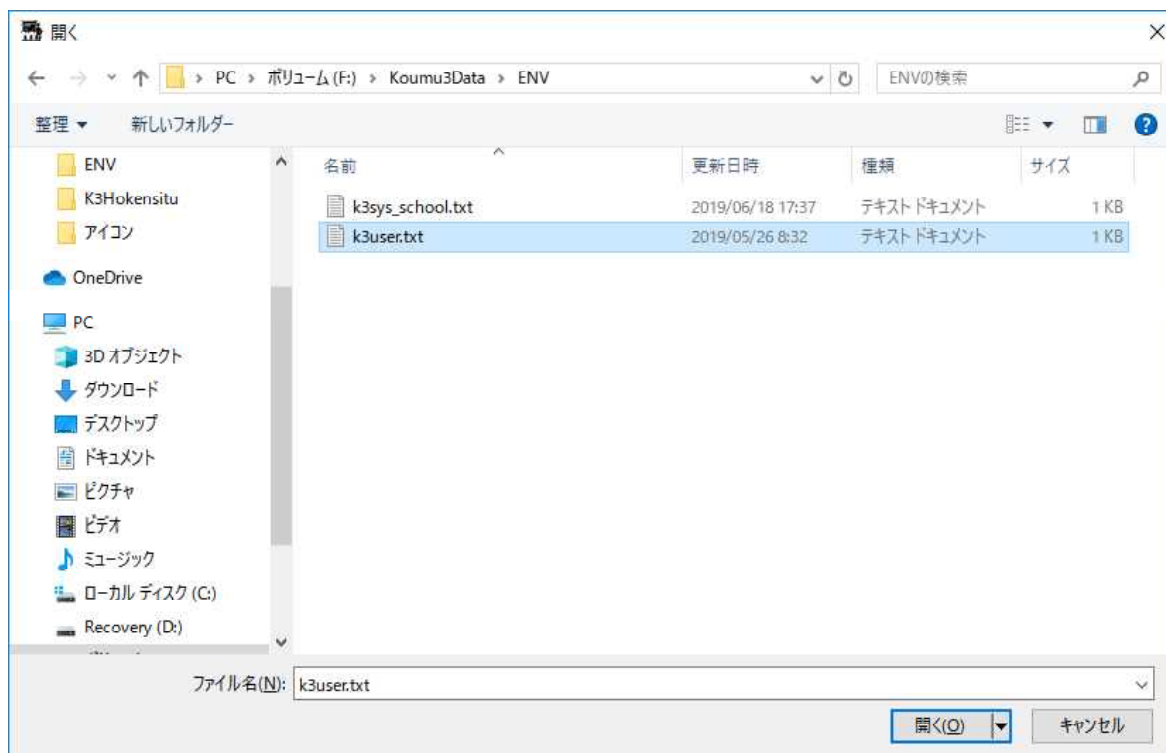 開く
PC > ボリューム (F:) > Koumu3Data > ENV
ENVの検索
整理
新しいフォルダー
ENV
K3Hokensitu
アイコン
OneDrive
PC
3D オブジェクト
ダウンロード
デスクトップ
ドキュメント
ピクチャ
ビデオ
ミュージック
ローカル ディスク (C:)
Recovery (D:)
名前 更新日時 種類 サイズ
k3sys_school.txt 2019/06/18 17:37 テキスト ドキュメント 1 KB
k3user.txt 2019/05/26 8:32 テキスト ドキュメント 1 KB
ファイル名(N): k3user.txt
開く(O)
キャンセル